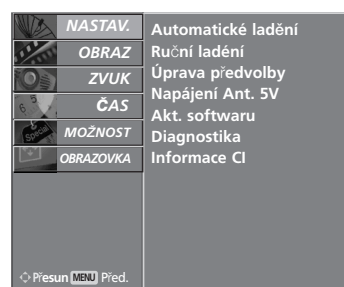 NASTAV.
OBRAZ
ZVUK
ČAS
MOŽNOST
OBRAZOVKA
Přesun MENU Před.
Automatické ladění
Ruční ladéní
Úprava předvolby
Napájení Ant. 5V
Akt. softwaru
Diagnostika
Informace CI